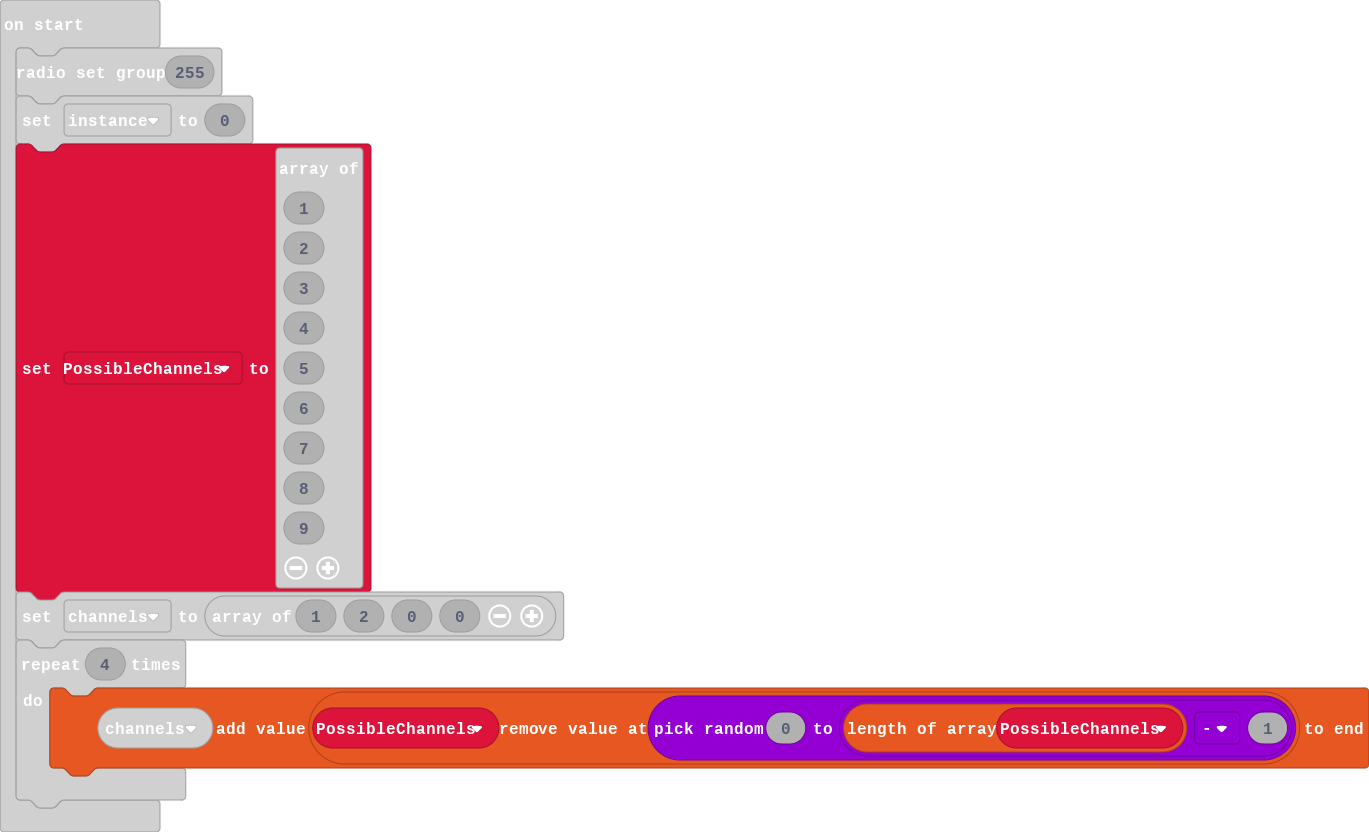 on start
radio set group 255
set instance to 0
array of
1
2
3
4
5
6
7
8
9
set PossibleChannels to
set channels to array of 1 2 0 0
repeat 4 times
do
channels add value PossibleChannels remove value at pick random 0 to length of array PossibleChannels - 1 to end